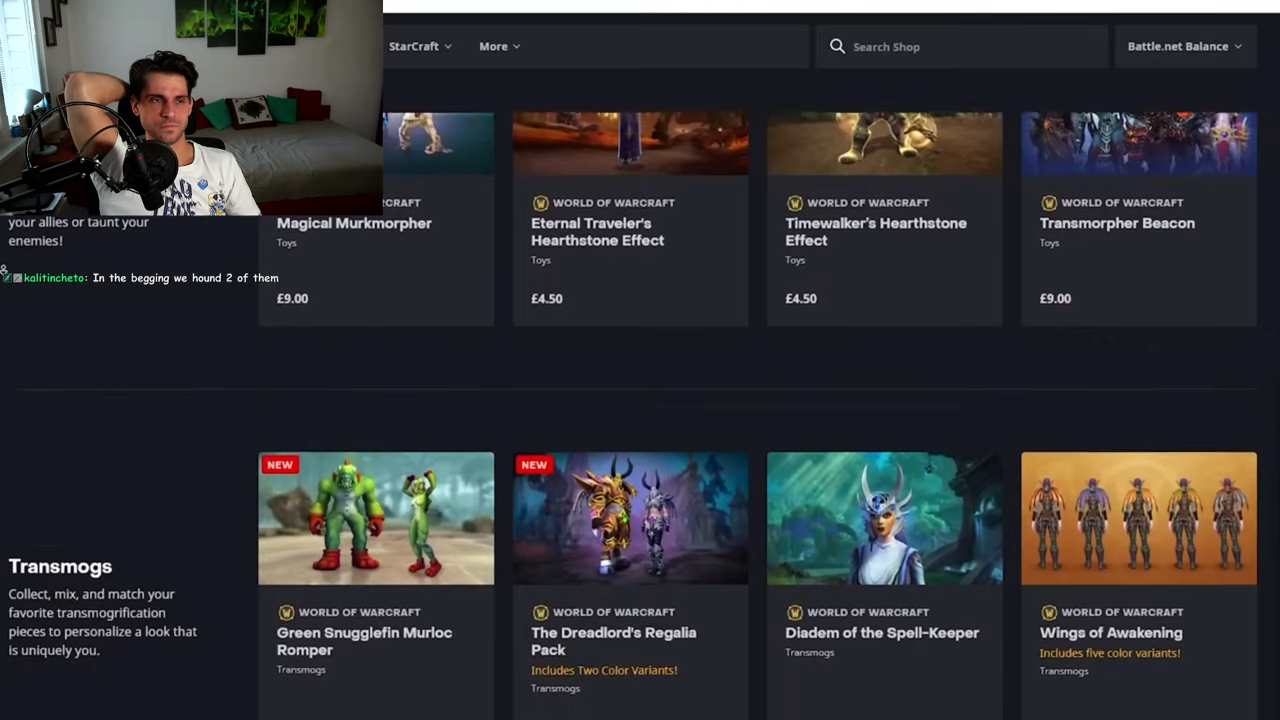 StarCraft
More
Search Shop
Battle.net Balance
your allies or taunt your
enemies!
kalitincheto: In the begging we hound 2 of them
WORLD OF WARCRAFT
Magical Murkmorpher
Toys
£9.00
WORLD OF WARCRAFT
Eternal Traveler's
Hearthstone Effect
Toys
£4.50
WORLD OF WARCRAFT
Timewalker's Hearthstone
Effect
Toys
£4.50
WORLD OF WARCRAFT
Transmorpher Beacon
Toys
£9.00
Transmogs
Collect, mix, and match your
favorite transmogrification
pieces to personalize a look that
is uniquely you.
NEW
WORLD OF WARCRAFT
Green Snugglefin Murloc
Romper
Transmogs
NEW
WORLD OF WARCRAFT
The Dreadlord's Regalia
Pack
Includes Two Color Variants!
Transmogs
WORLD OF WARCRAFT
Diadem of the Spell-Keeper
Transmogs
WORLD OF WARCRAFT
Wings of Awakening
Includes five color variants!
Transmogs